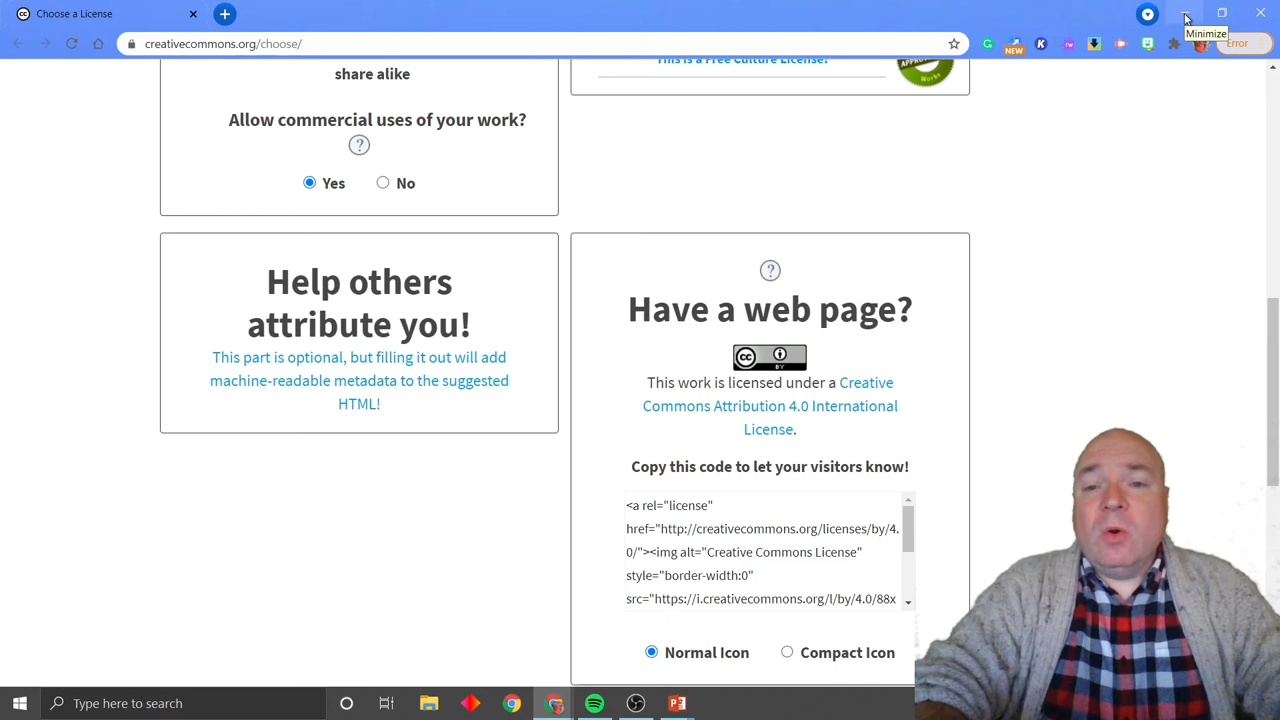 Choose a License
Minimize
creativecommons.org/choose/
NEW
Error
share alike
This is a Free Culture License!
Works
Allow commercial uses of your work?
?
Yes
No
Help others
attribute you!
This part is optional, but filling it out will add
machine-readable metadata to the suggested
HTML!
?
Have a web page?
cc
BY
This work is licensed under a Creative
Commons Attribution 4.0 International
License.
Copy this code to let your visitors know!
<a rel="license"
href="http://creativecommons.org/licenses/by/4.
0/"><img alt="Creative Commons License"
style="border-width:0"
src="https://i.creativecommons.org/l/by/4.0/88x
Normal Icon
Compact Icon
Type here to search